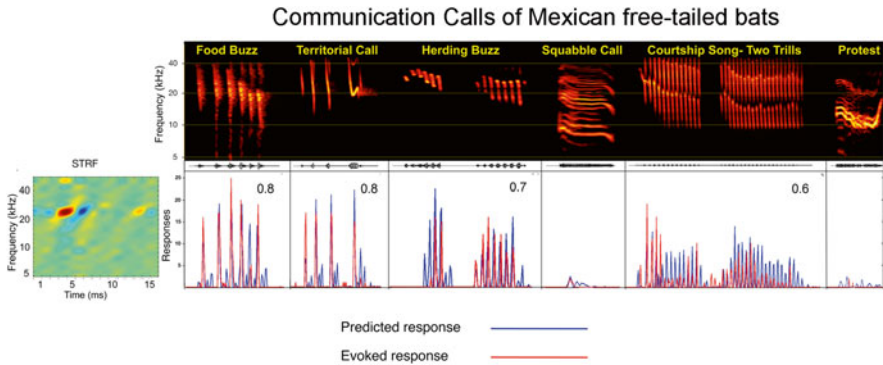 Communication Calls of Mexican free-tailed bats
Food Buzz Territorial Call Herding Buzz Squabble Call Courtship Song- Two Trills Protest
Frequency (kHz)
40
20
10
5
STRF
Frequency (kHz)
40
20
10
5
1 5 10 15
Time (ms)
Responses
25
20
15
10
5
0.8 0.8 0.7 0.6
Predicted response
Evoked response